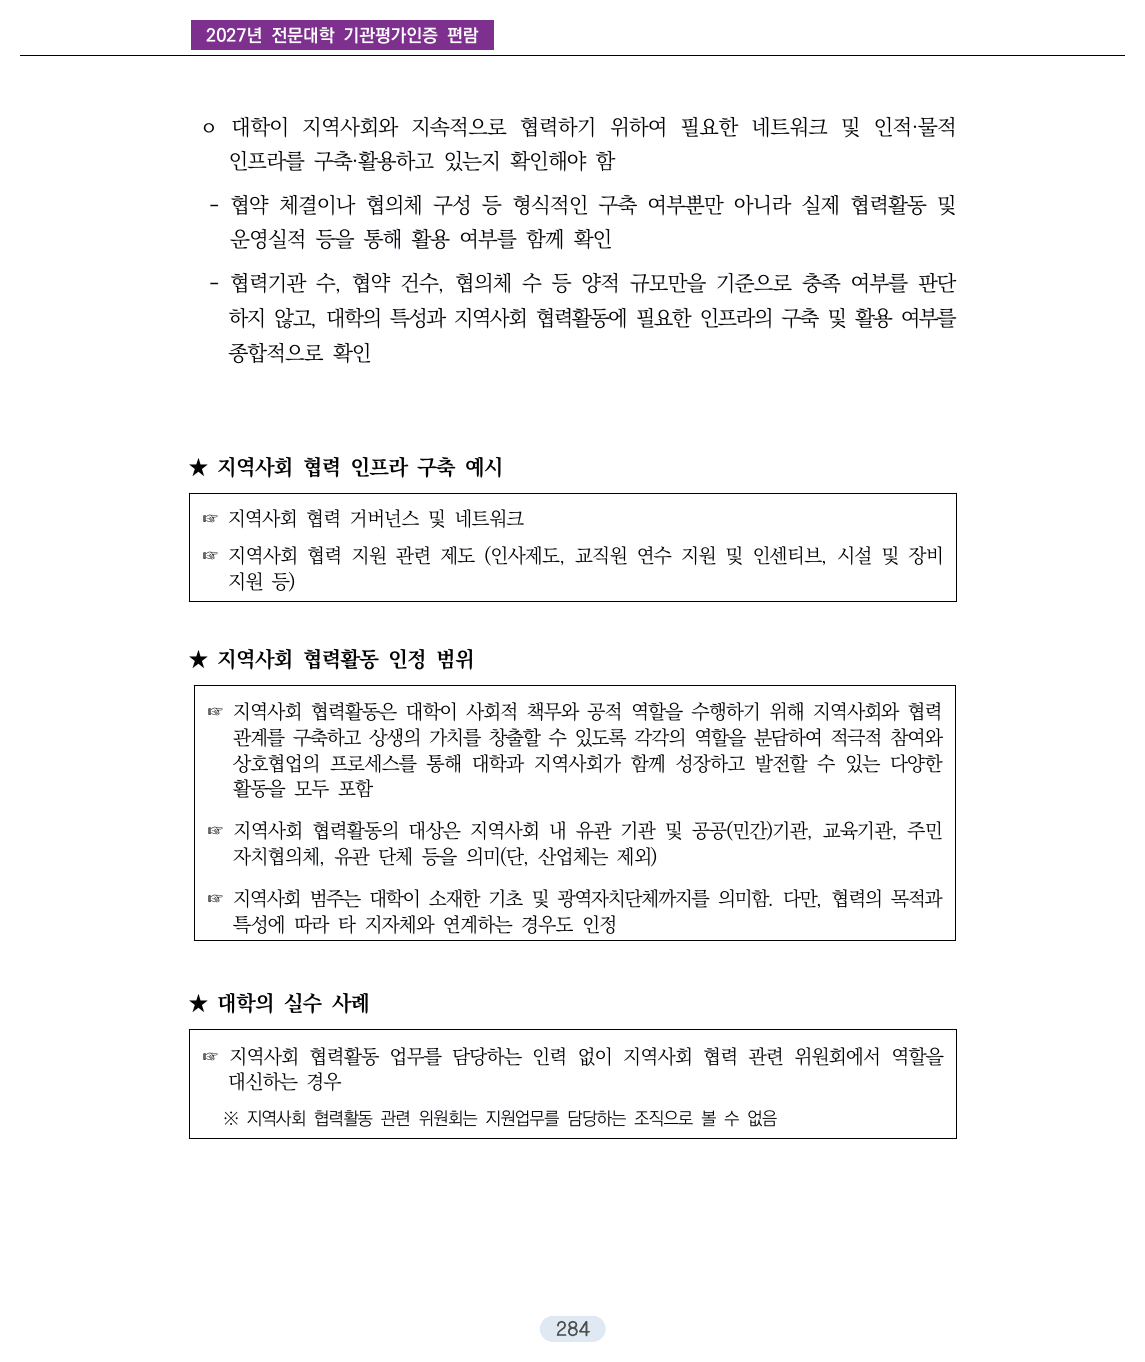 2027년 전문대학 기관평가인증 편람
ㅇ 대학이 지역사회와 지속적으로 협력하기 위하여 필요한 네트워크 및 인적·물적
인프라를 구축·활용하고 있는지 확인해야 함
- 협약 체결이나 협의체 구성 등 형식적인 구축 여부뿐만 아니라 실제 협력활동 및
운영실적 등을 통해 활용 여부를 함께 확인
- 협력기관 수, 협약 건수, 협의체 수 등 양적 규모만을 기준으로 충족 여부를 판단
하지 않고, 대학의 특성과 지역사회 협력활동에 필요한 인프라의 구축 및 활용 여부를
종합적으로 확인
★ 지역사회 협력 인프라 구축 예시
☞ 지역사회 협력 거버넌스 및 네트워크
☞ 지역사회 협력 지원 관련 제도 (인사제도, 교직원 연수 지원 및 인센티브, 시설 및 장비
지원 등)
★ 지역사회 협력활동 인정 범위
☞ 지역사회 협력활동은 대학이 사회적 책무와 공적 역할을 수행하기 위해 지역사회와 협력
관계를 구축하고 상생의 가치를 창출할 수 있도록 각각의 역할을 분담하여 적극적 참여와
상호협업의 프로세스를 통해 대학과 지역사회가 함께 성장하고 발전할 수 있는 다양한
활동을 모두 포함
☞ 지역사회 협력활동의 대상은 지역사회 내 유관 기관 및 공공(민간)기관, 교육기관, 주민
자치협의체, 유관 단체 등을 의미(단, 산업체는 제외)
☞ 지역사회 범주는 대학이 소재한 기초 및 광역자치단체까지를 의미함. 다만, 협력의 목적과
특성에 따라 타 지자체와 연계하는 경우도 인정
★ 대학의 실수 사례
☞ 지역사회 협력활동 업무를 담당하는 인력 없이 지역사회 협력 관련 위원회에서 역할을
대신하는 경우
※ 지역사회 협력활동 관련 위원회는 지원업무를 담당하는 조직으로 볼 수 없음
284